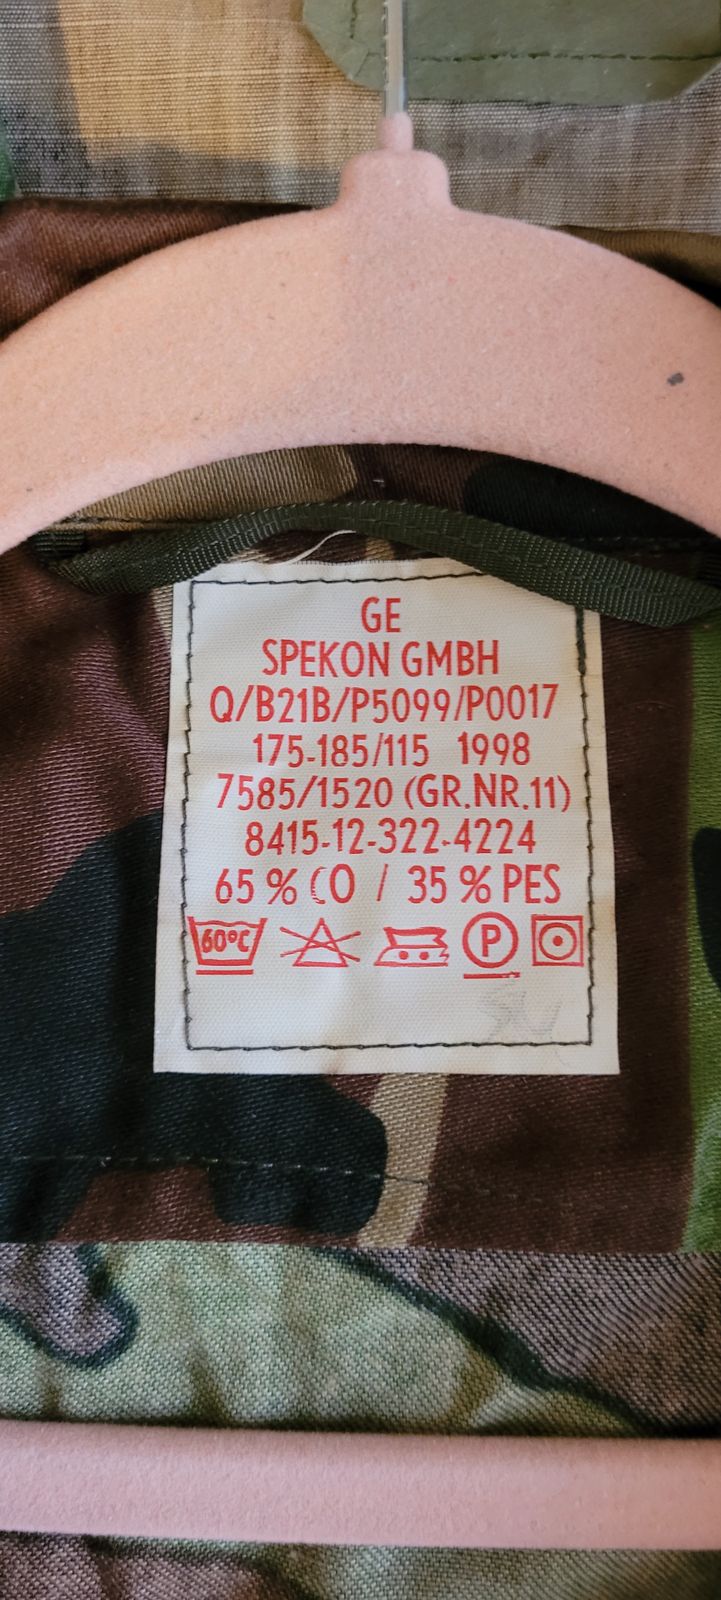 GE
SPEKON GMBH
Q/B21B/P5099/P0017
175-185/115 1998
7585/1520 (GR.NR.11)
8415-12-322-4224
65 % CO / 35 % PES
60°C P